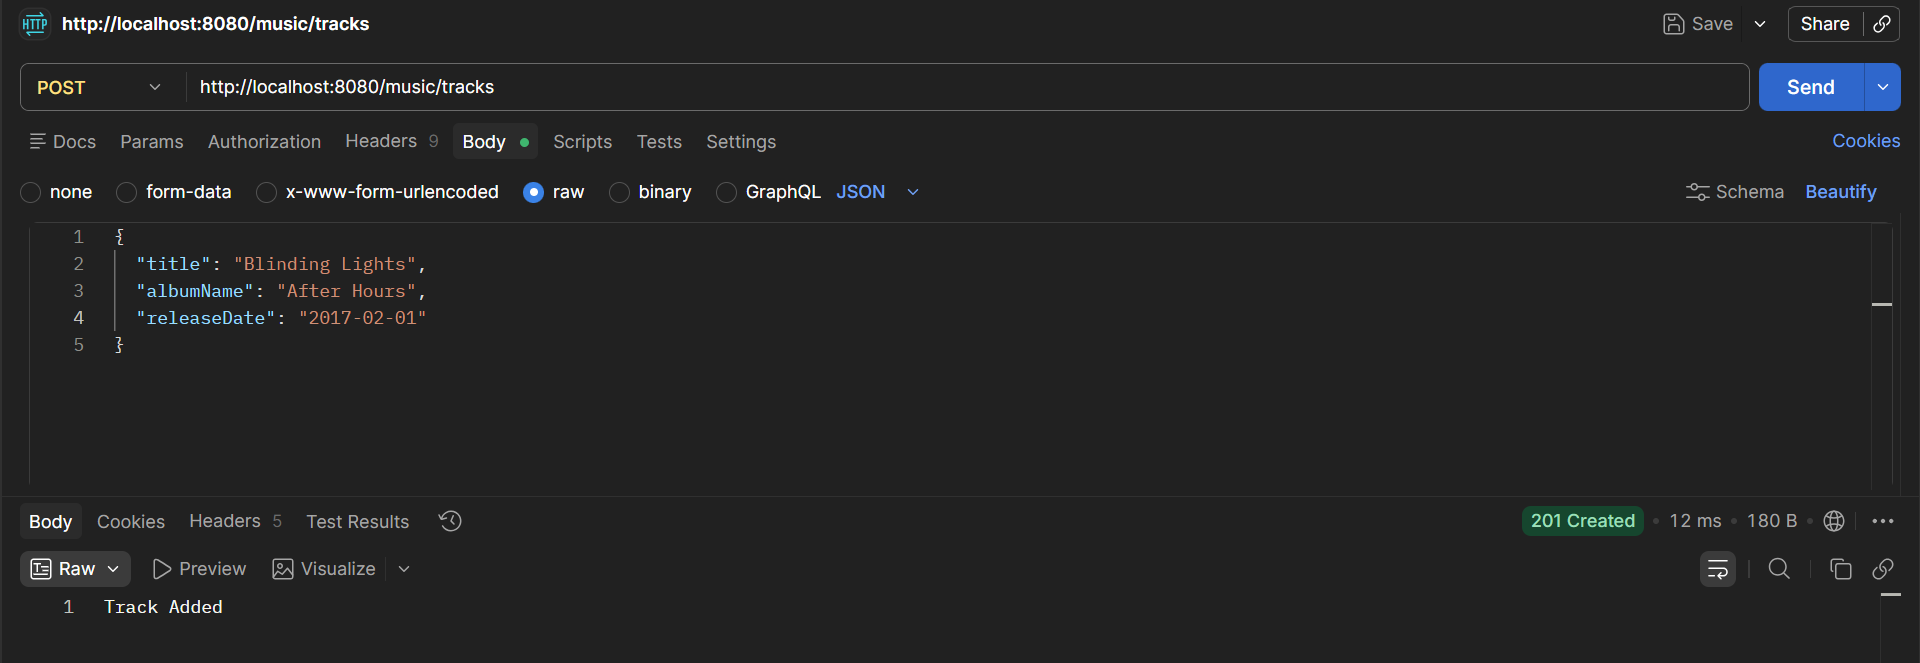 HTTP http://localhost:8080/music/tracks Save Share
POST http://localhost:8080/music/tracks Send
Docs Params Authorization Headers 9 Body Scripts Tests Settings Cookies
none form-data x-www-form-urlencoded raw binary GraphQL JSON Schema Beautify
1 {
2 "title": "Blinding Lights",
3 "albumName": "After Hours",
4 "releaseDate": "2017-02-01"
5 }
Body Cookies Headers 5 Test Results 201 Created • 12 ms • 180 B •
Raw Preview Visualize
1 Track Added